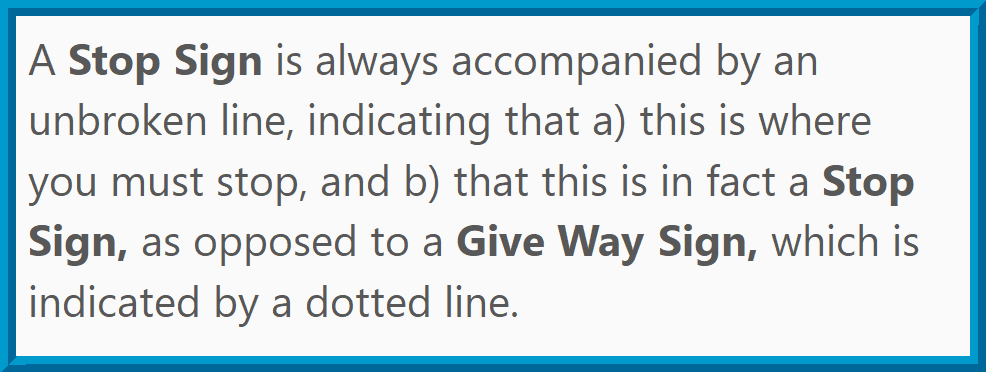 A Stop Sign is always accompanied by an
unbroken line, indicating that a) this is where
you must stop, and b) that this is in fact a Stop
Sign, as opposed to a Give Way Sign, which is
indicated by a dotted line.